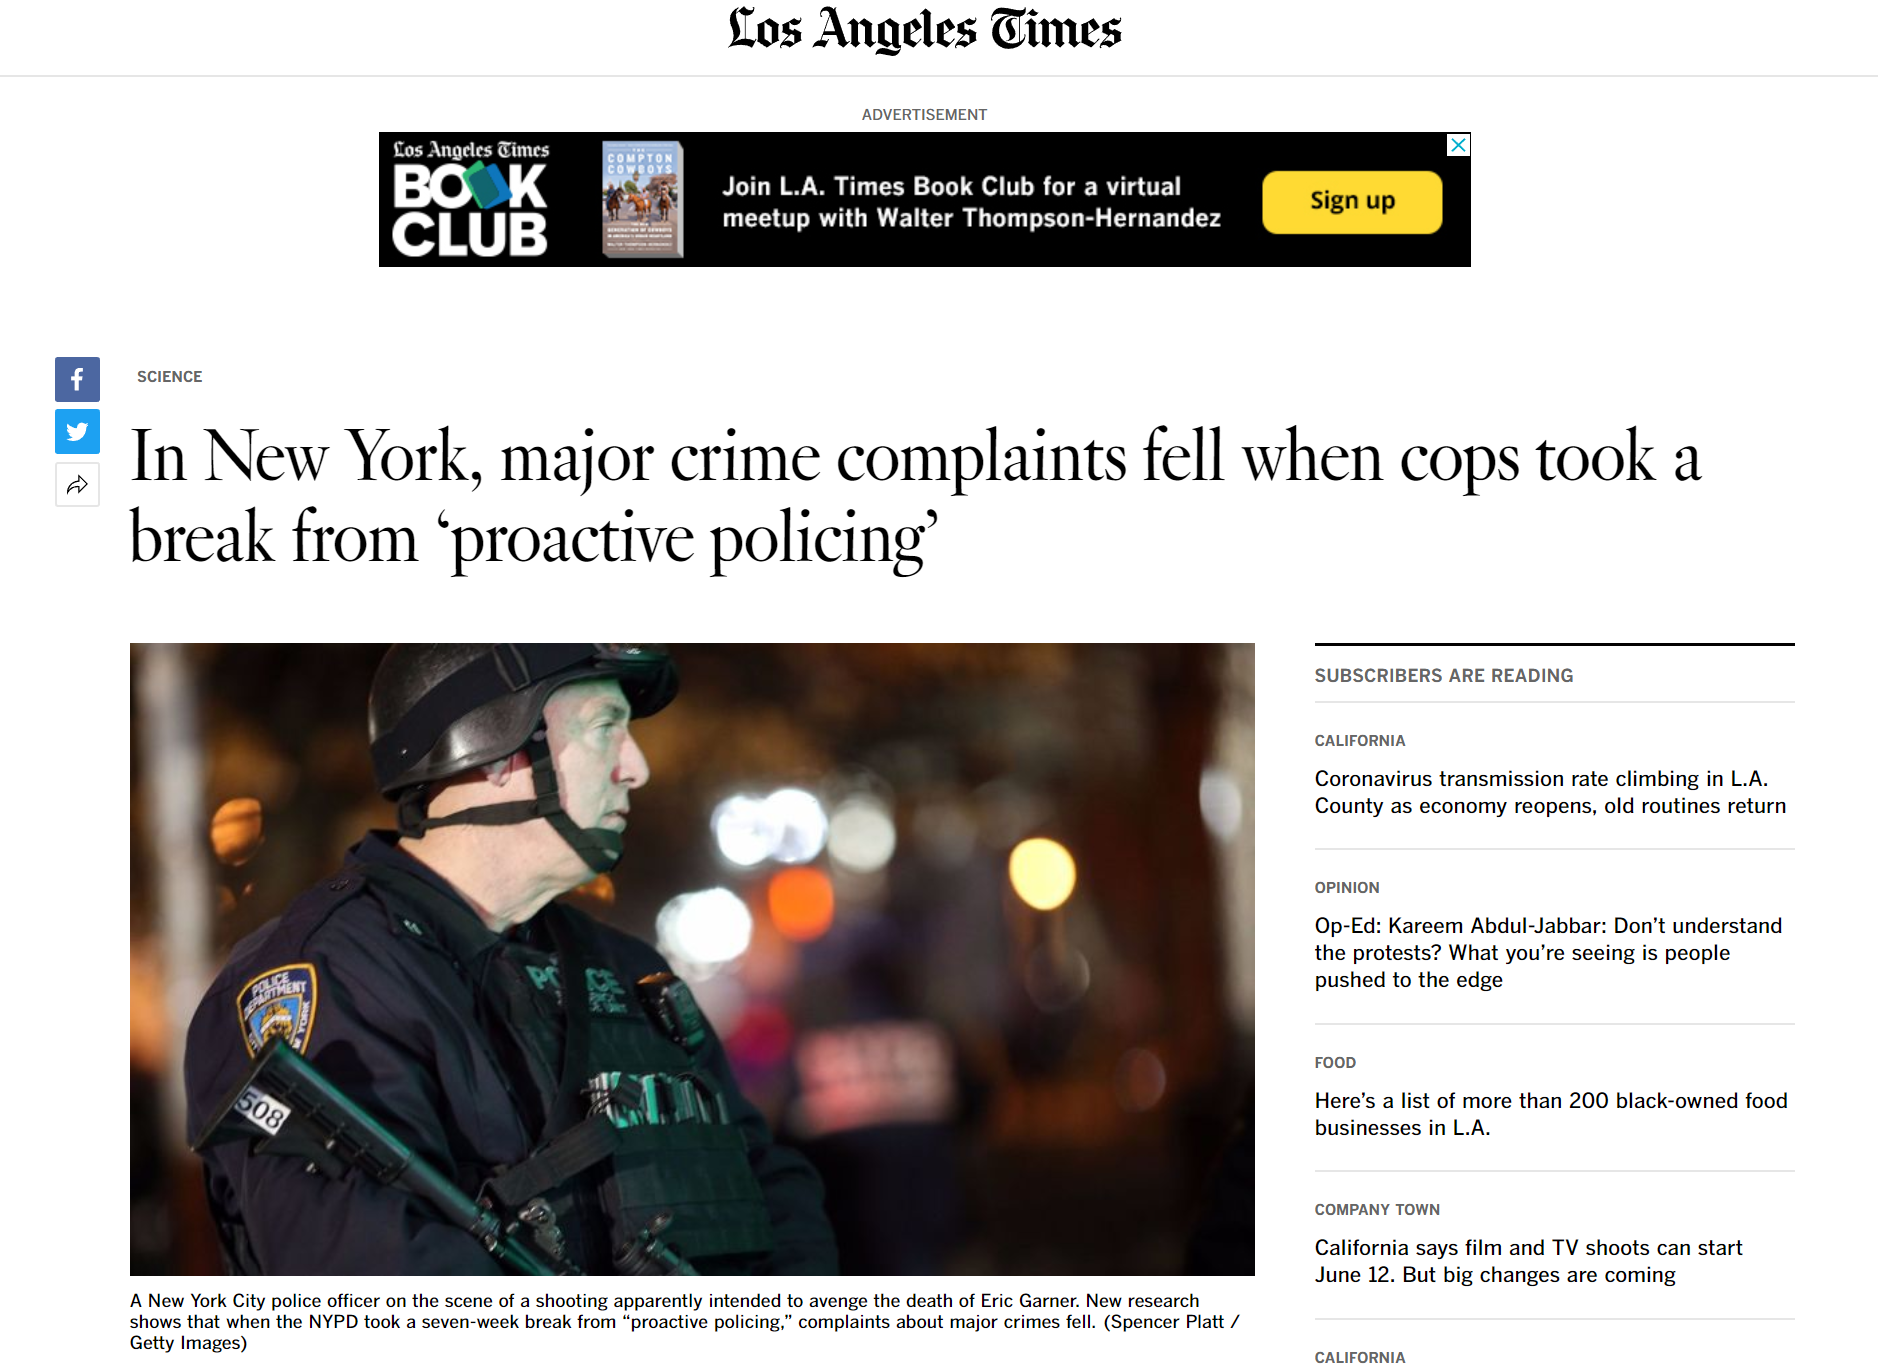 Los Angeles Times
ADVERTISEMENT
Los Angeles Times
BOOK
CLUB
THE
COMPTON
COWBOYS
Join L.A. Times Book Club for a virtual
meetup with Walter Thompson-Hernandez
Sign up
SCIENCE
In New York, major crime complaints fell when cops took a
break from ‘proactive policing’
POLICE
DEPARTMENT
508
A New York City police officer on the scene of a shooting apparently intended to avenge the death of Eric Garner. New research
shows that when the NYPD took a seven-week break from “proactive policing,” complaints about major crimes fell. (Spencer Platt /
Getty Images)
SUBSCRIBERS ARE READING
CALIFORNIA
Coronavirus transmission rate climbing in L.A.
County as economy reopens, old routines return
OPINION
Op-Ed: Kareem Abdul-Jabbar: Don’t understand
the protests? What you’re seeing is people
pushed to the edge
FOOD
Here’s a list of more than 200 black-owned food
businesses in L.A.
COMPANY TOWN
California says film and TV shoots can start
June 12. But big changes are coming
CALIFORNIA